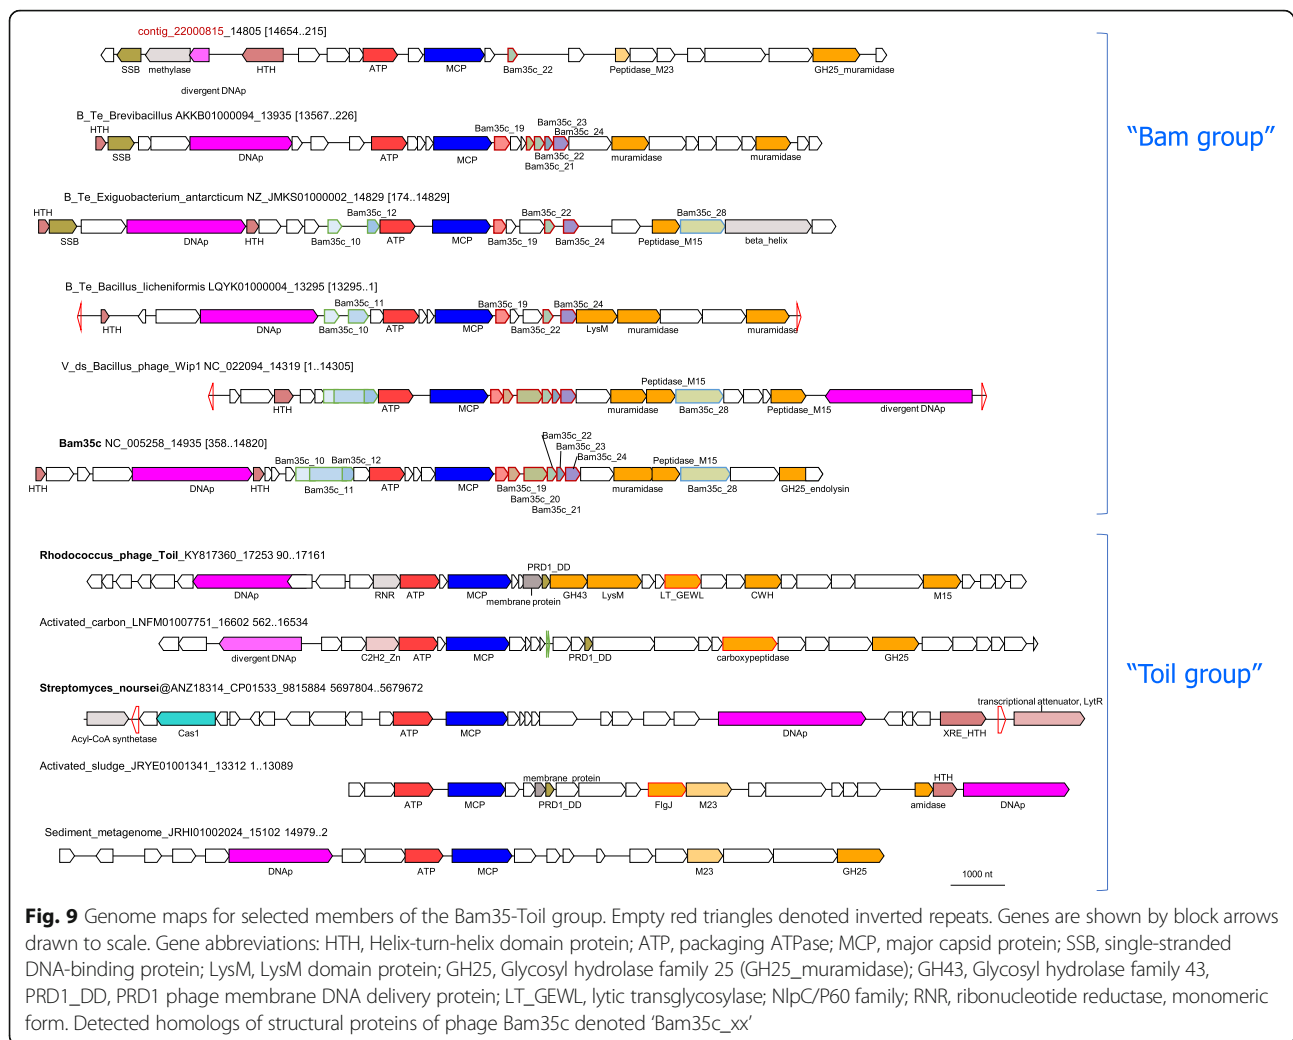 contig_22000815_14805 [14654..215]
SSB methylase HTH ATP MCP Bam35c_22 Peptidase_M23 GH25_muramidase
divergent DNAp
B_Te_Brevibacillus AKKB01000094_13935 [13567..226]
HTH Bam35c_19 Bam35c_23
Bam35c_24
SSB DNAp ATP MCP Bam35c_22 muramidase muramidase
Bam35c_21
"Bam group"
B_Te_Exiguobacterium_antarcticum NZ_JMKS01000002_14829 [174..14829]
HTH Bam35c_12 Bam35c_22 Bam35c_28
SSB DNAp HTH Bam35c_10 ATP MCP Bam35c_19 Bam35c_24 Peptidase_M15 beta_helix
B_Te_Bacillus_licheniformis LQYK01000004_13295 [13295..1]
Bam35c_11 Bam35c_19 Bam35c_24
HTH DNAp Bam35c_10 ATP MCP Bam35c_22 LysM muramidase muramidase
V_ds_Bacillus_phage_Wip1 NC_022094_14319 [1..14305]
Peptidase_M15
HTH ATP MCP muramidase Bam35c_28 Peptidase_M15 divergent DNAp
Bam35c NC_005258_14935 [358..14820]
Bam35c_22
Bam35c_23
Bam35c_24
Bam35c_10 Bam35c_12 Peptidase_M15
HTH DNAp HTH Bam35c_11 ATP MCP Bam35c_19 muramidase Bam35c_28 GH25_endolysin
Bam35c_20
Bam35c_21
Rhodococcus_phage_Toil_KY817360_17253 90..17161
PRD1_DD
DNAp RNR ATP MCP membrane protein GH43 LysM LT_GEWL CWH M15
Activated_carbon_LNFM01007751_16602 562..16534
divergent DNAp C2H2_Zn ATP MCP PRD1_DD carboxypeptidase GH25
"Toil group"
Streptomyces_noursei@ANZ18314_CP01533_9815884 5697804..5679672
transcriptional attenuator, LytR
Acyl-CoA synthetase Cas1 ATP MCP DNAp XRE_HTH
Activated_sludge_JRYE01001341_13312 1..13089
membrane protein HTH
ATP MCP PRD1_DD FlgJ M23 amidase DNAp
Sediment_metagenome_JRHI01002024_15102 14979..2
DNAp ATP MCP M23 GH25
1000 nt
Fig. 9 Genome maps for selected members of the Bam35-Toil group. Empty red triangles denoted inverted repeats. Genes are shown by block arrows
drawn to scale. Gene abbreviations: HTH, Helix-turn-helix domain protein; ATP, packaging ATPase; MCP, major capsid protein; SSB, single-stranded
DNA-binding protein; LysM, LysM domain protein; GH25, Glycosyl hydrolase family 25 (GH25_muramidase); GH43, Glycosyl hydrolase family 43,
PRD1_DD, PRD1 phage membrane DNA delivery protein; LT_GEWL, lytic transglycosylase; NlpC/P60 family; RNR, ribonucleotide reductase, monomeric
form. Detected homologs of structural proteins of phage Bam35c denoted 'Bam35c_xx'